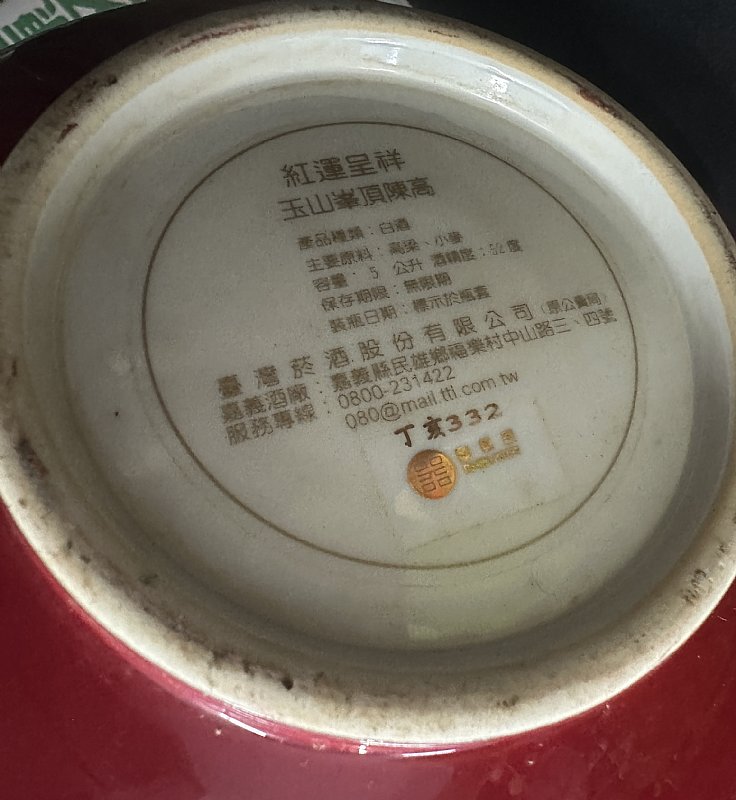 紅運呈祥
玉山峯頂陳高
產品種類：白酒
主要原料：高梁、小麥
容量： 5 公升 酒精度：52度
保存期限：無限期
裝瓶日期：標示於瓶蓋
臺灣菸酒股份有限公司（原公賣局）
嘉義酒廠：嘉義縣民雄鄉福樂村中山路三、四號
服務專線：0800-231422
080@mail.ttl.com.tw
丁亥332